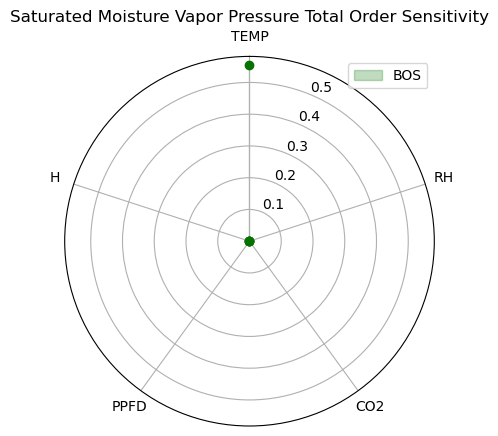 Saturated Moisture Vapor Pressure Total Order Sensitivity
TEMP
BOS
0.5
0.4
0.3
0.2
0.1
H
RH
PPFD
CO2